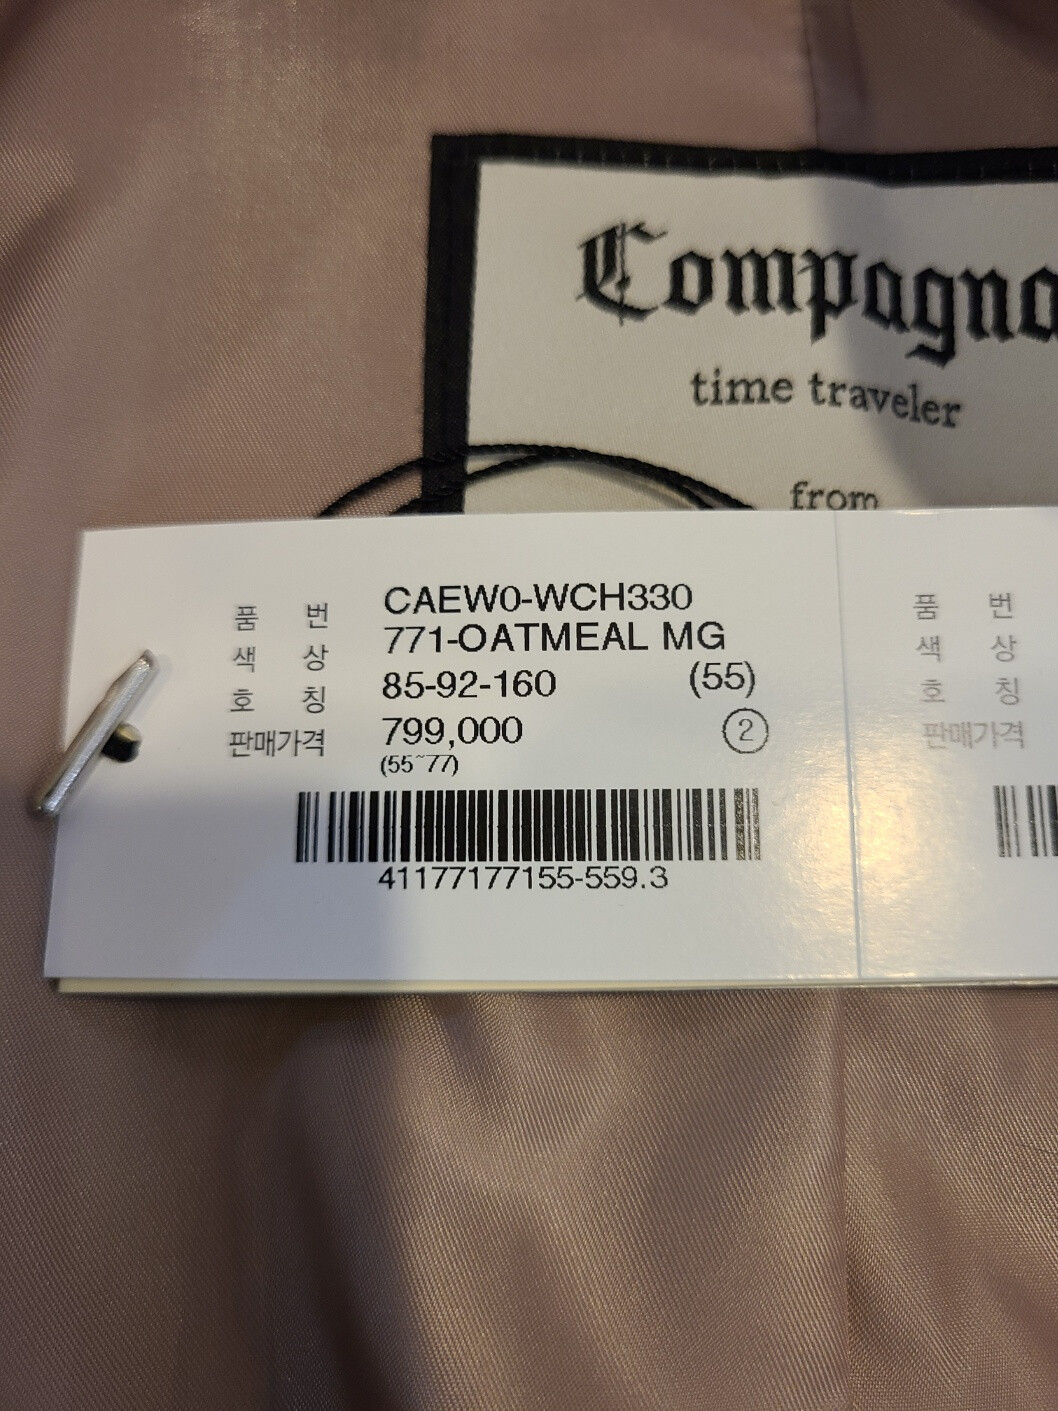 Compagna
time traveler
from
품 번 CAEW0-WCH330
색 상 771-OATMEAL MG
호 칭 85-92-160 (55)
판매가격 799,000 ②
(55~77)
41177177155-559.3
품 번
색 상
호 칭
판매가격